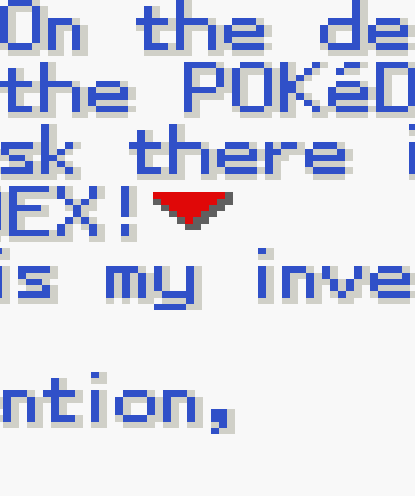 On the de
the POKéD
sk there i
EX!
is my inve
ntion,